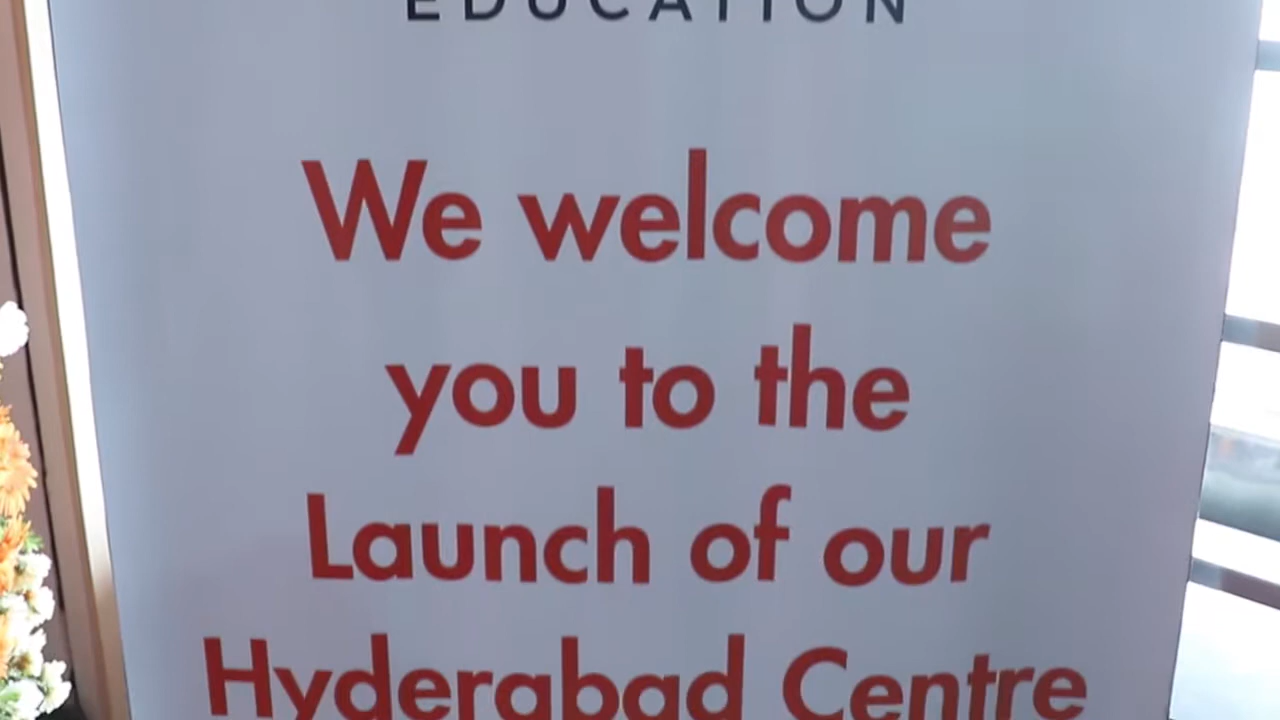 EDUCATION
We welcome
you to the
Launch of our
Hyderabad Centre